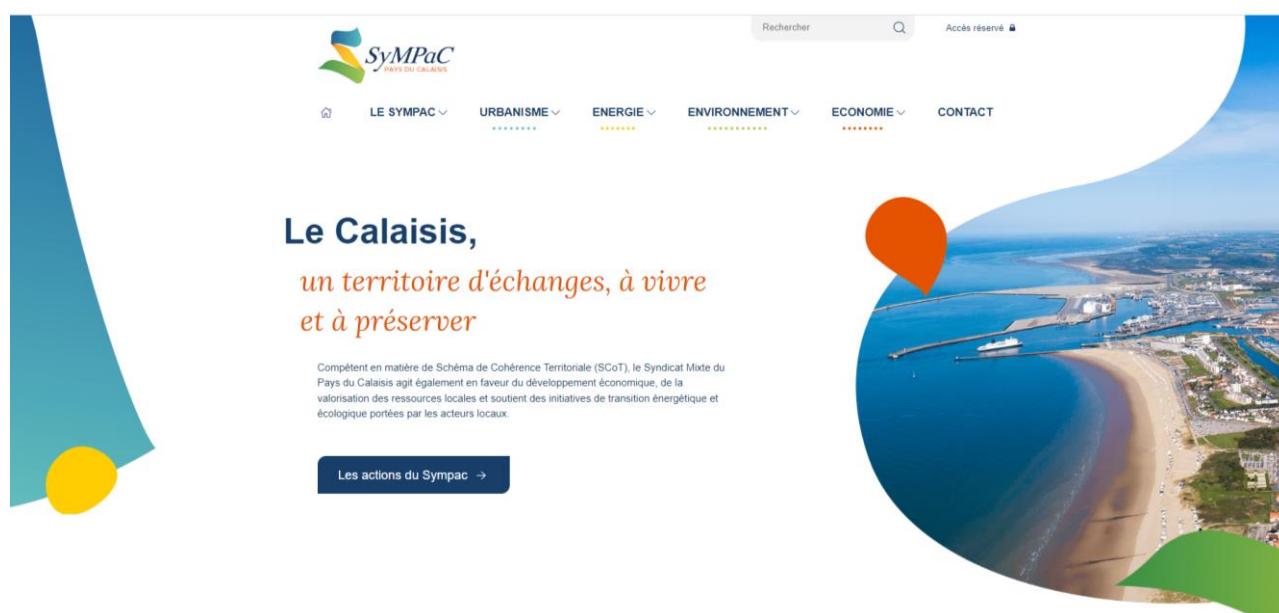 Rechercher
Accès réservé
SyMPaC
PAYS DU CALAISIS
LE SYMPAC
URBANISME
ENERGIE
ENVIRONNEMENT
ECONOMIE
CONTACT
Le Calaisis,
un territoire d'échanges, à vivre
et à préserver
Compétent en matière de Schéma de Cohérence Territoriale (SCoT), le Syndicat Mixte du
Pays du Calaisis agit également en faveur du développement économique, de la
valorisation des ressources locales et soutient des initiatives de transition énergétique et
écologique portées par les acteurs locaux.
Les actions du Sympac →